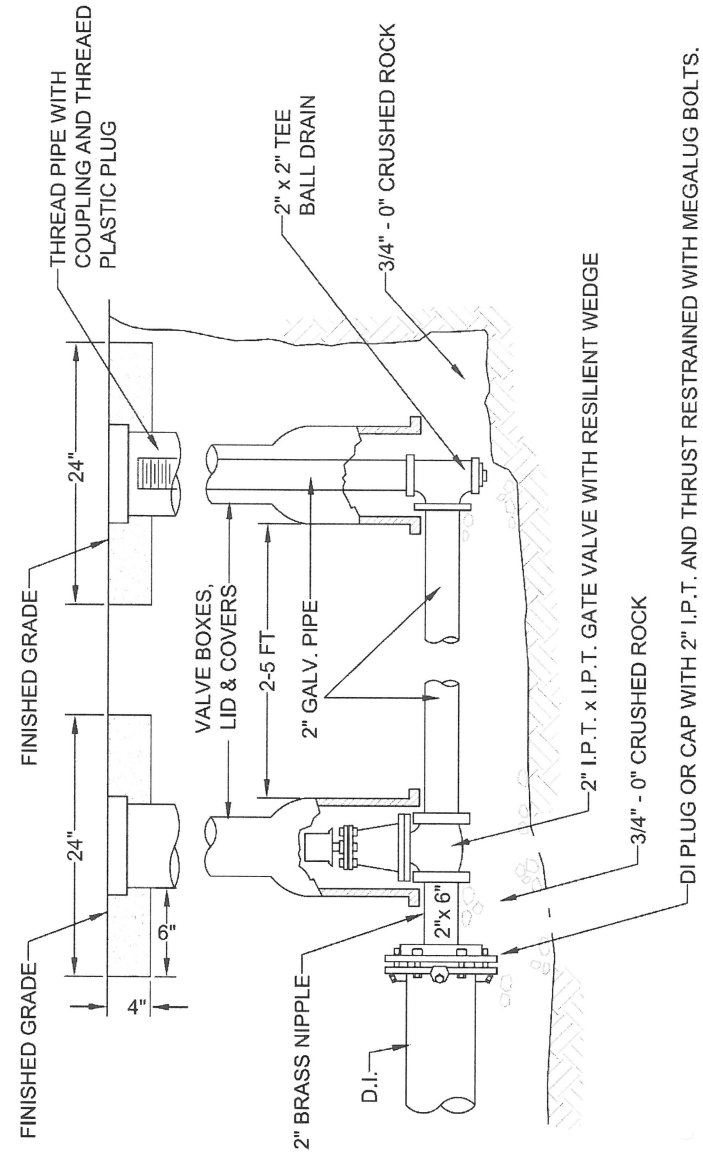 FINISHED GRADE
FINISHED GRADE
THREAD PIPE WITH
COUPLING AND THREAED
PLASTIC PLUG
24"
24"
4"
6"
VALVE BOXES,
LID & COVERS
2-5 FT
2" GALV. PIPE
2" x 2" TEE
BALL DRAIN
3/4" - 0" CRUSHED ROCK
2" BRASS NIPPLE
D.I.
2"x 6"
2" I.P.T. x I.P.T. GATE VALVE WITH RESILIENT WEDGE
3/4" - 0" CRUSHED ROCK
DI PLUG OR CAP WITH 2" I.P.T. AND THRUST RESTRAINED WITH MEGALUG BOLTS.